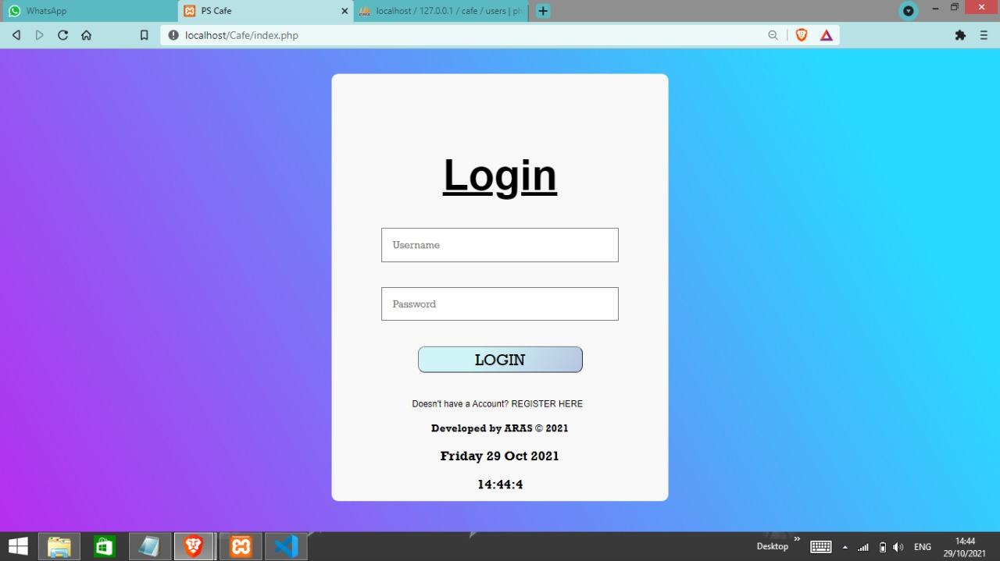 WhatsApp
PS Cafe
localhost / 127.0.0.1 / cafe / users | ph
localhost/Cafe/index.php
Login
Username
Password
LOGIN
Doesn't have a Account? REGISTER HERE
Developed by ARAS © 2021
Friday 29 Oct 2021
14:44:4
Desktop
ENG
14:44
29/10/2021